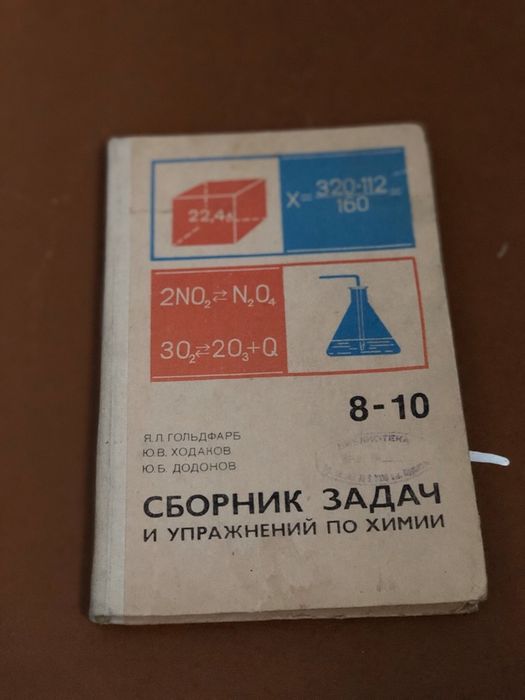 22,4л
X = 320·112 / 160 =
2NO₂ ⇄ N₂O₄
3O₂ ⇄ 2O₃+Q
8-10
Я.Л. ГОЛЬДФАРБ
Ю.В. ХОДАКОВ
Ю.Б. ДОДОНОВ
БИБЛИОТЕКА
СБОРНИК ЗАДАЧ
И УПРАЖНЕНИЙ ПО ХИМИИ